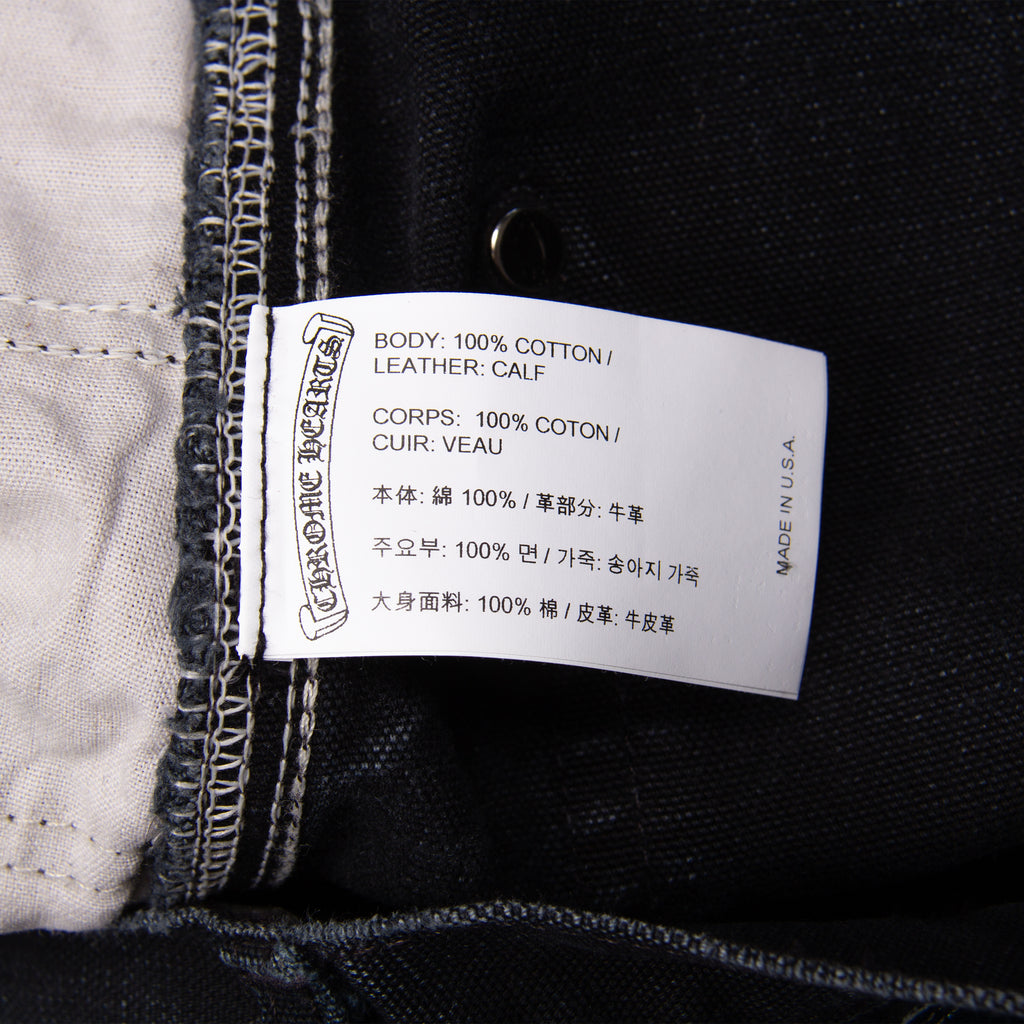 CHROME HEARTS
BODY: 100% COTTON /
LEATHER: CALF
CORPS: 100% COTON /
CUIR: VEAU
本体: 綿 100% / 革部分: 牛革
주요부: 100% 면 / 가죽: 송아지 가죽
大身面料: 100% 棉 / 皮革: 牛皮革
MADE IN U.S.A.